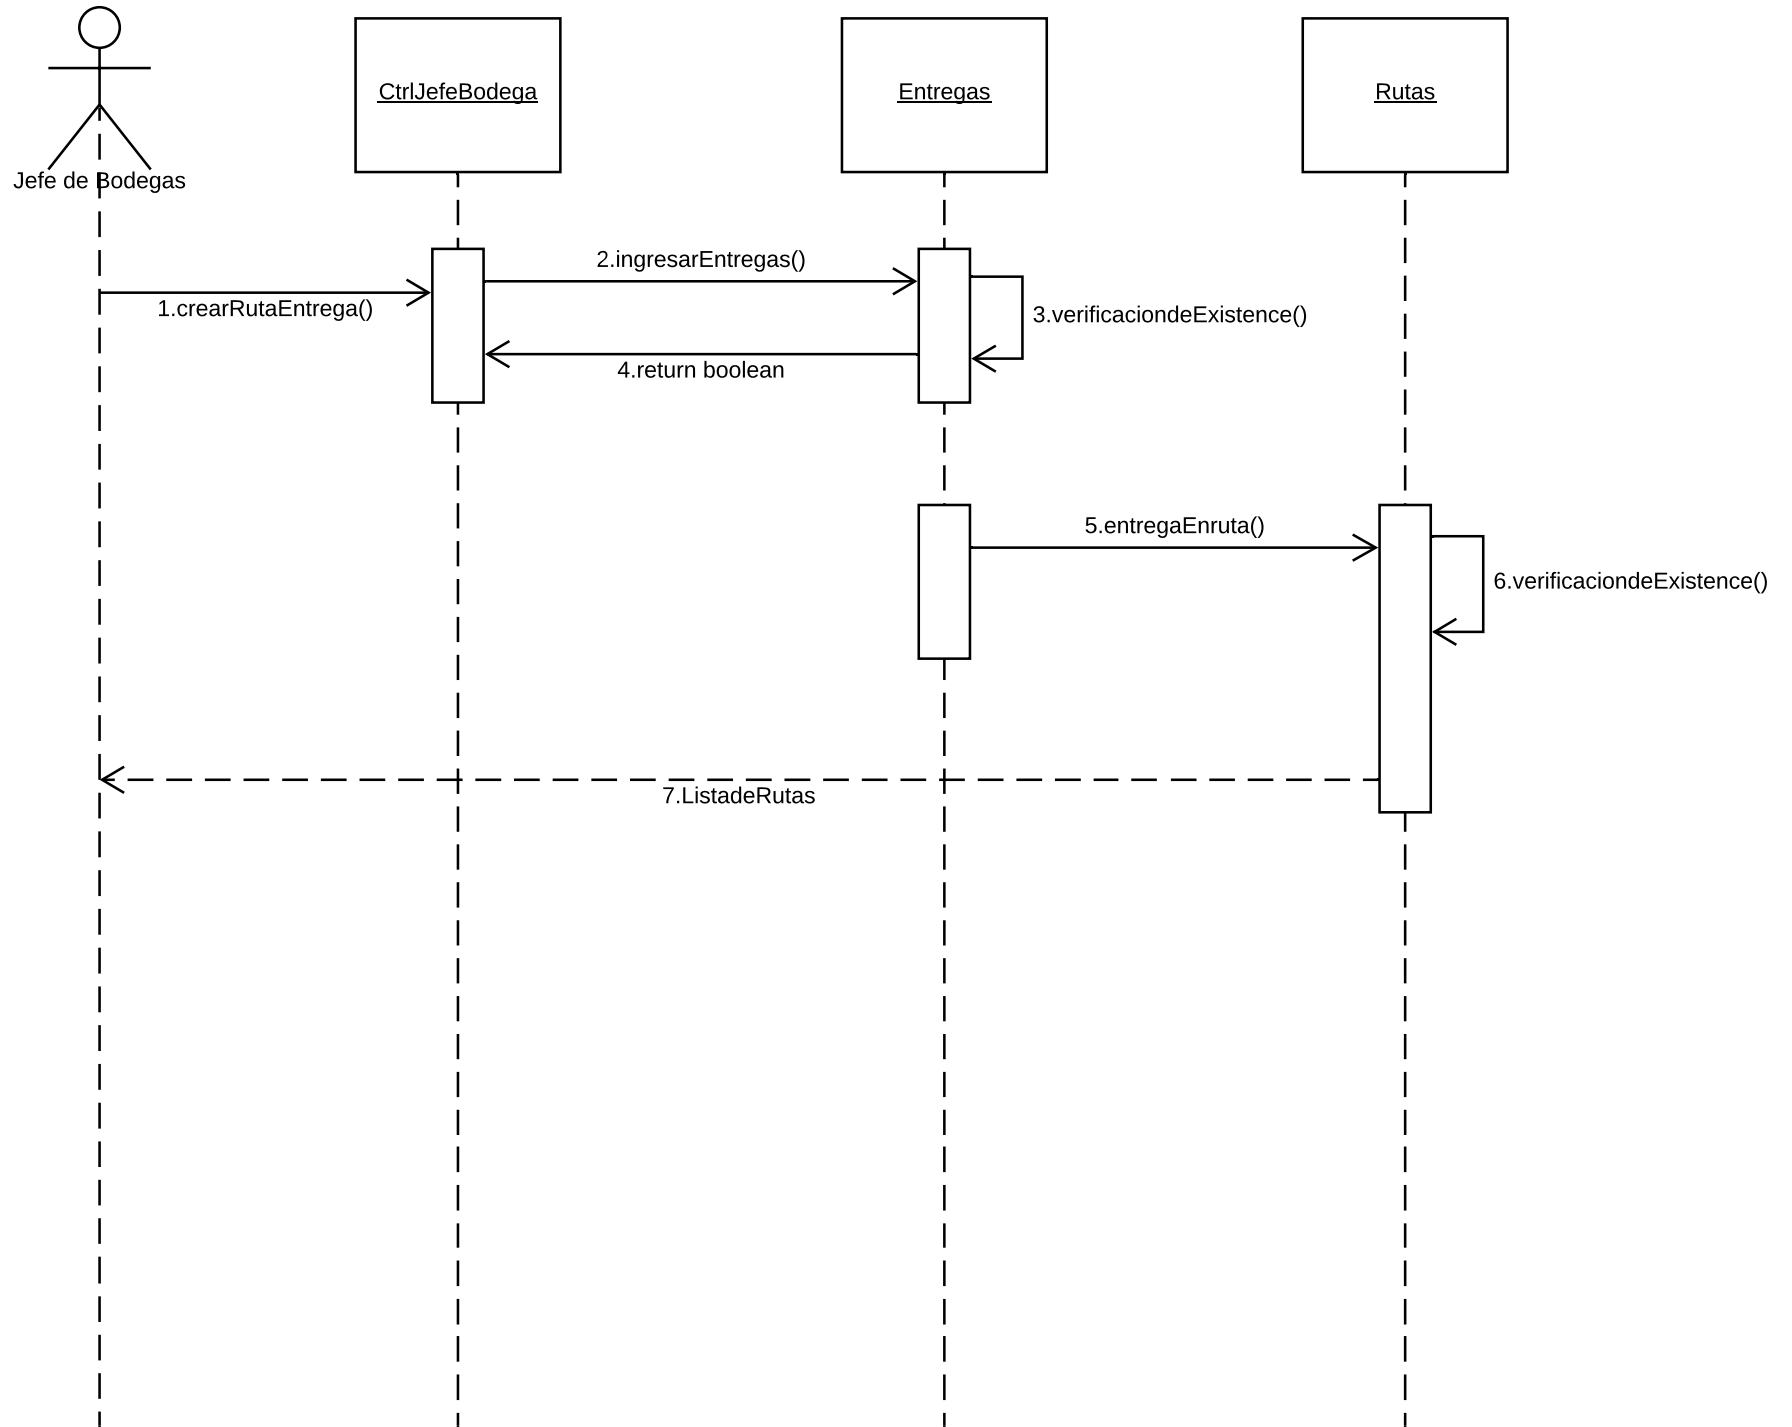 Jefe de Bodegas
CtrlJefeBodega
Entregas
Rutas
1.crearRutaEntrega()
2.ingresarEntregas()
3.verificaciondeExistence()
4.return boolean
5.entregaEnruta()
6.verificaciondeExistence()
7.ListadeRutas